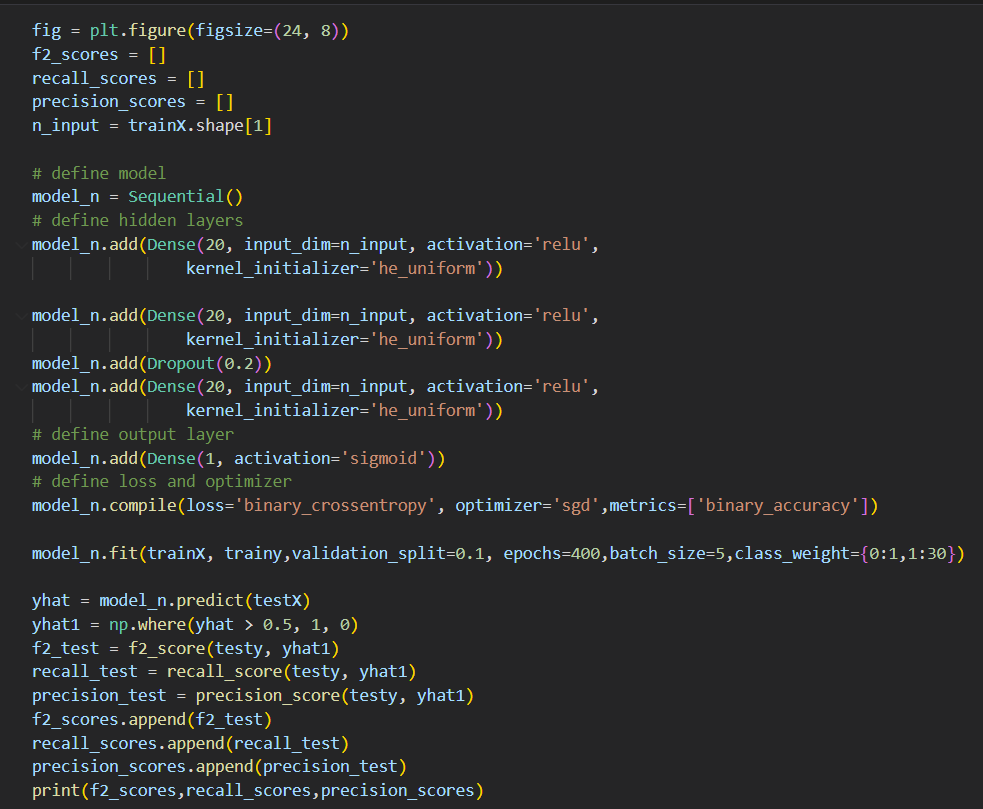 fig = plt.figure(figsize=(24, 8))
f2_scores = []
recall_scores = []
precision_scores = []
n_input = trainX.shape[1]
# define model
model_n = Sequential()
# define hidden layers
model_n.add(Dense(20, input_dim=n_input, activation='relu',
kernel_initializer='he_uniform'))
model_n.add(Dense(20, input_dim=n_input, activation='relu',
kernel_initializer='he_uniform'))
model_n.add(Dropout(0.2))
model_n.add(Dense(20, input_dim=n_input, activation='relu',
kernel_initializer='he_uniform'))
# define output layer
model_n.add(Dense(1, activation='sigmoid'))
# define loss and optimizer
model_n.compile(loss='binary_crossentropy', optimizer='sgd',metrics=['binary_accuracy'])
model_n.fit(trainX, trainy,validation_split=0.1, epochs=400,batch_size=5,class_weight={0:1,1:30})
yhat = model_n.predict(testX)
yhat1 = np.where(yhat > 0.5, 1, 0)
f2_test = f2_score(testy, yhat1)
recall_test = recall_score(testy, yhat1)
precision_test = precision_score(testy, yhat1)
f2_scores.append(f2_test)
recall_scores.append(recall_test)
precision_scores.append(precision_test)
print(f2_scores,recall_scores,precision_scores)